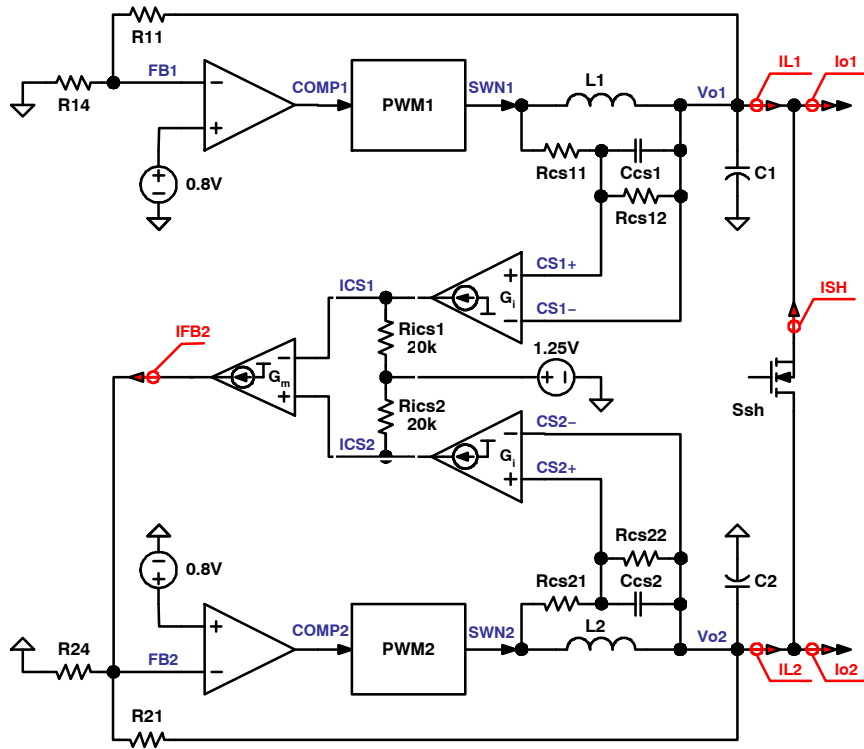 R11
IL1
Io1
FB1
COMP1
SWN1
L1
Vo1
R14
PWM1
0.8V
Rcs11
Ccs1
C1
Rcs12
CS1+
ICS1
Gi
CS1−
ISH
IFB2
Rics1
20k
1.25V
Gm
Rics2
20k
Ssh
CS2−
ICS2
Gi
CS2+
Rcs22
0.8V
Rcs21
Ccs2
C2
COMP2
SWN2
L2
R24
FB2
PWM2
Vo2
IL2
Io2
R21